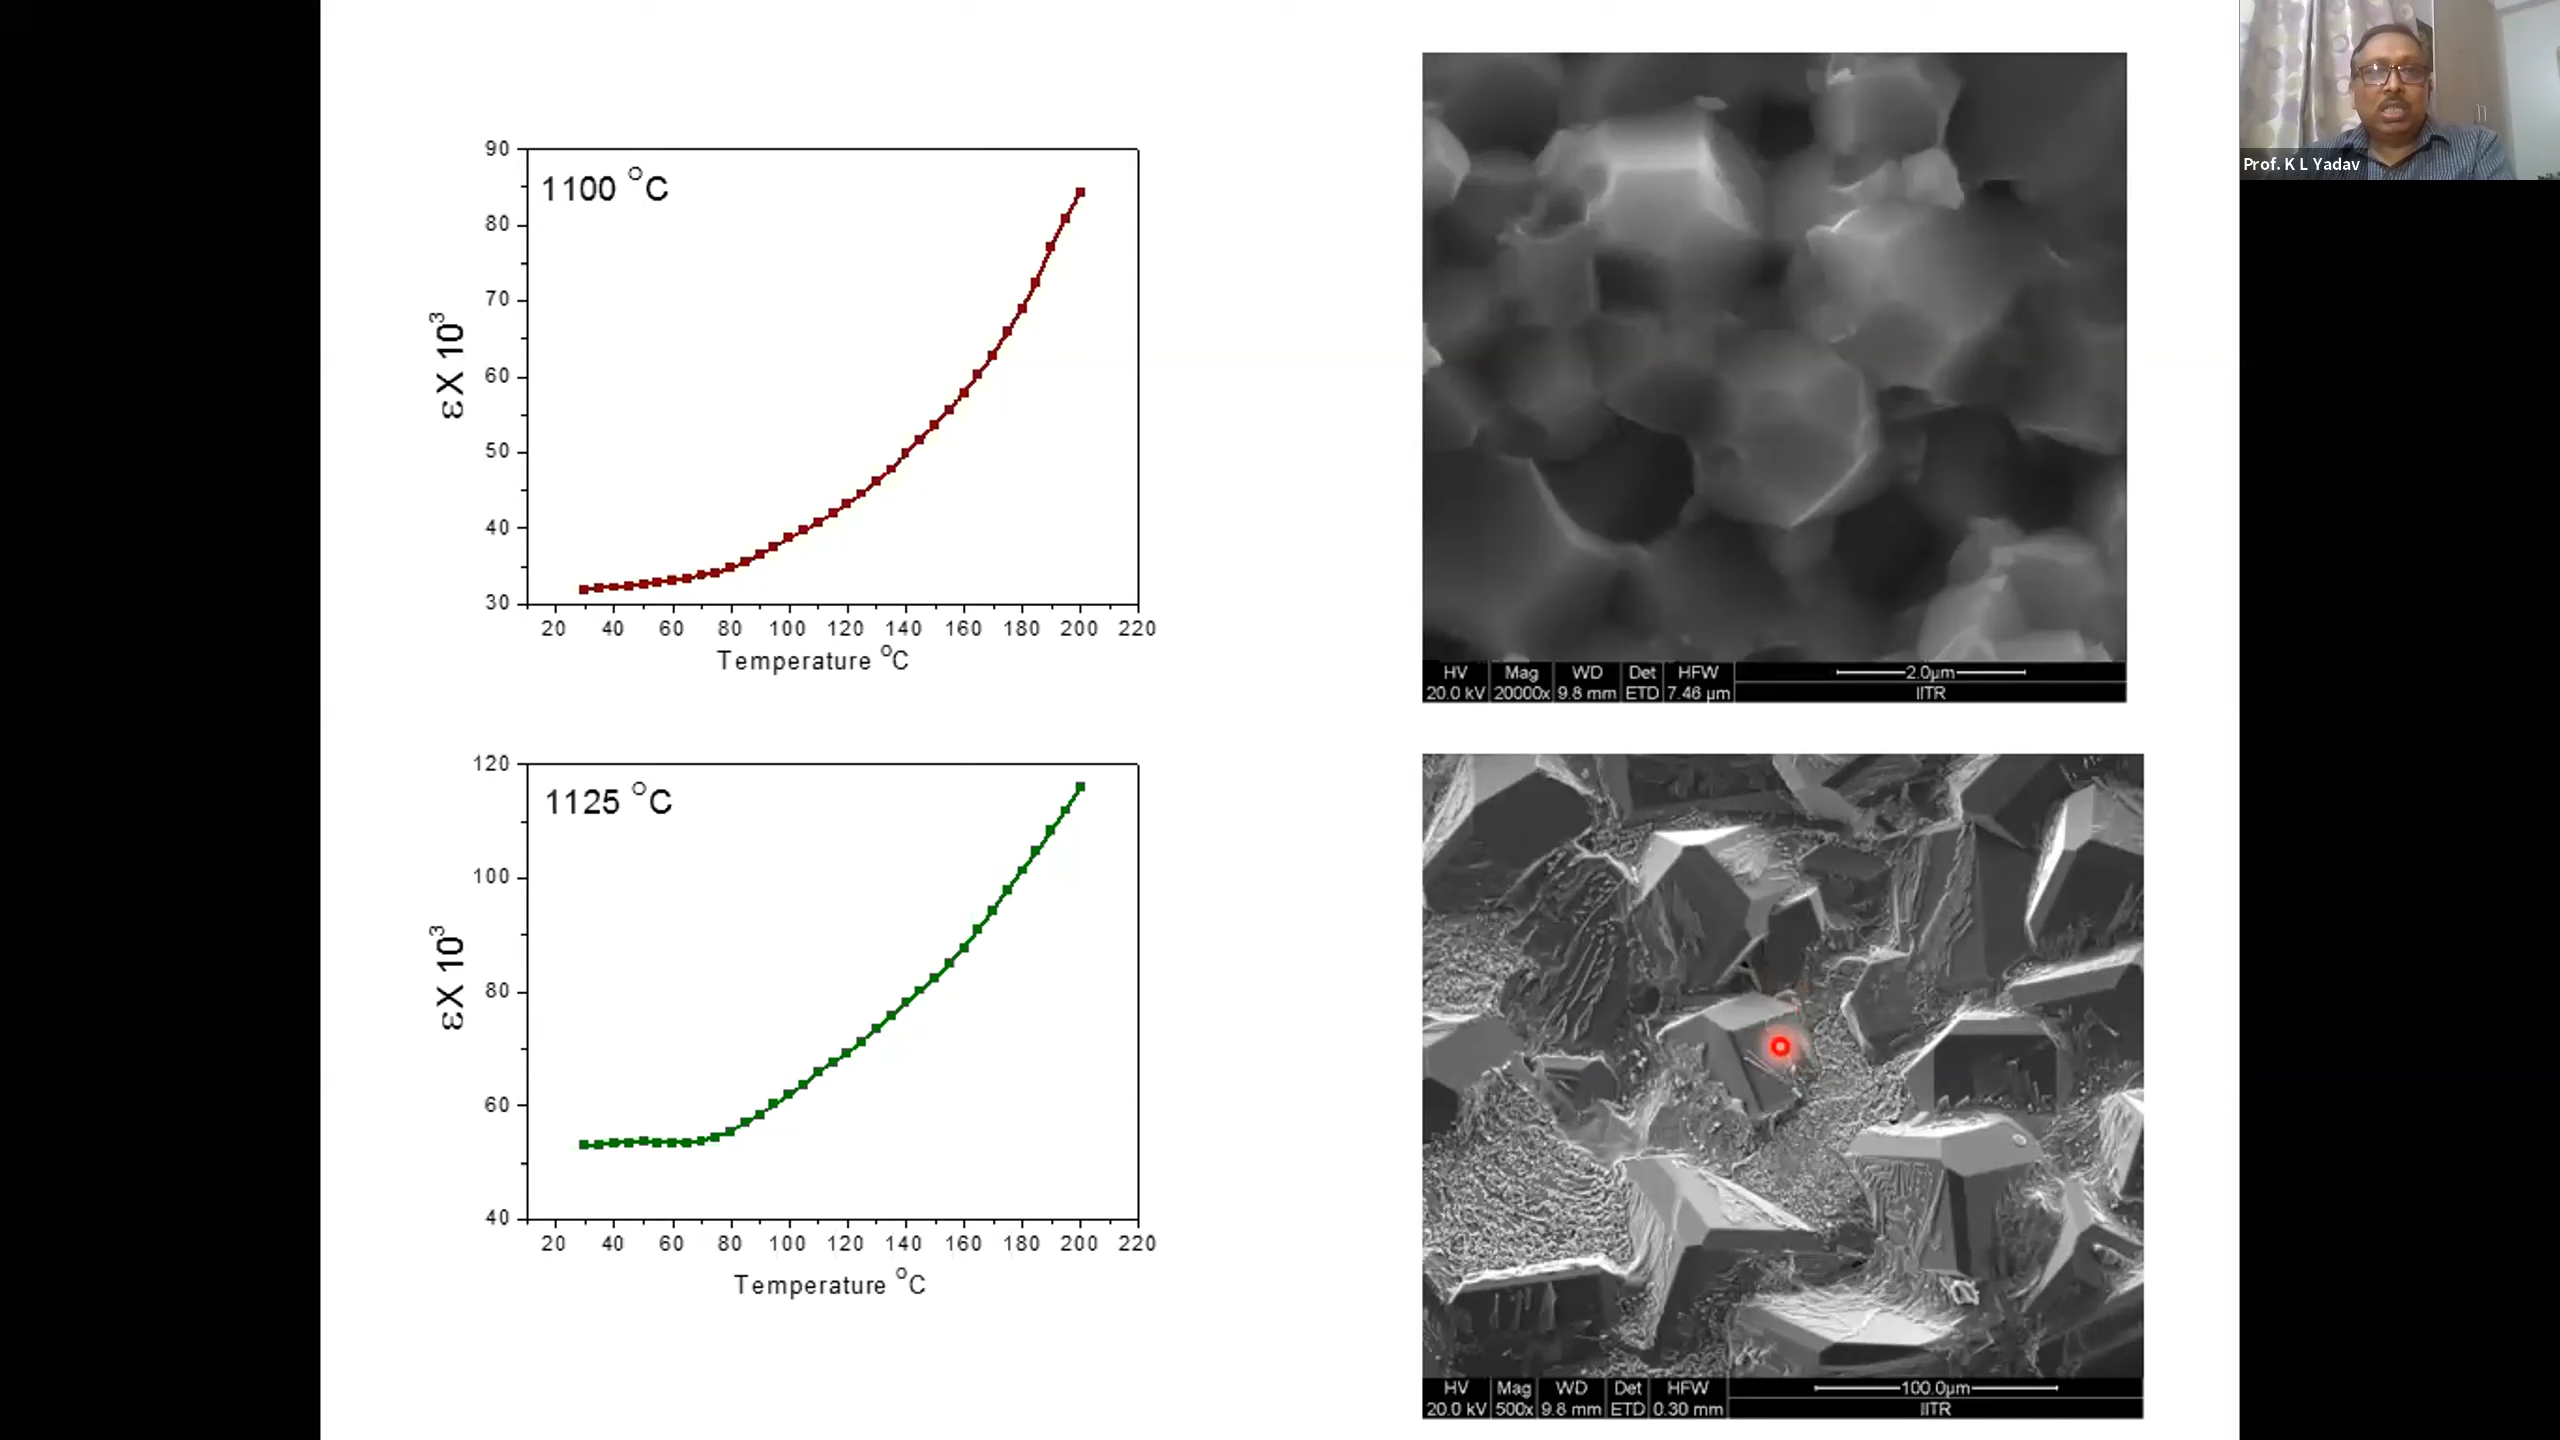 Prof. K L Yadav
1100 °C
90
80
70
60
50
40
30
ε X 10³
20 40 60 80 100 120 140 160 180 200 220
Temperature °C
HV Mag WD Det HFW 2.0µm
20.0 kV 20000x 9.8 mm ETD 7.46 µm IITR
1125 °C
120
100
80
60
40
ε X 10³
20 40 60 80 100 120 140 160 180 200 220
Temperature °C
HV Mag WD Det HFW 100.0µm
20.0 kV 500x 9.8 mm ETD 0.30 mm IITR